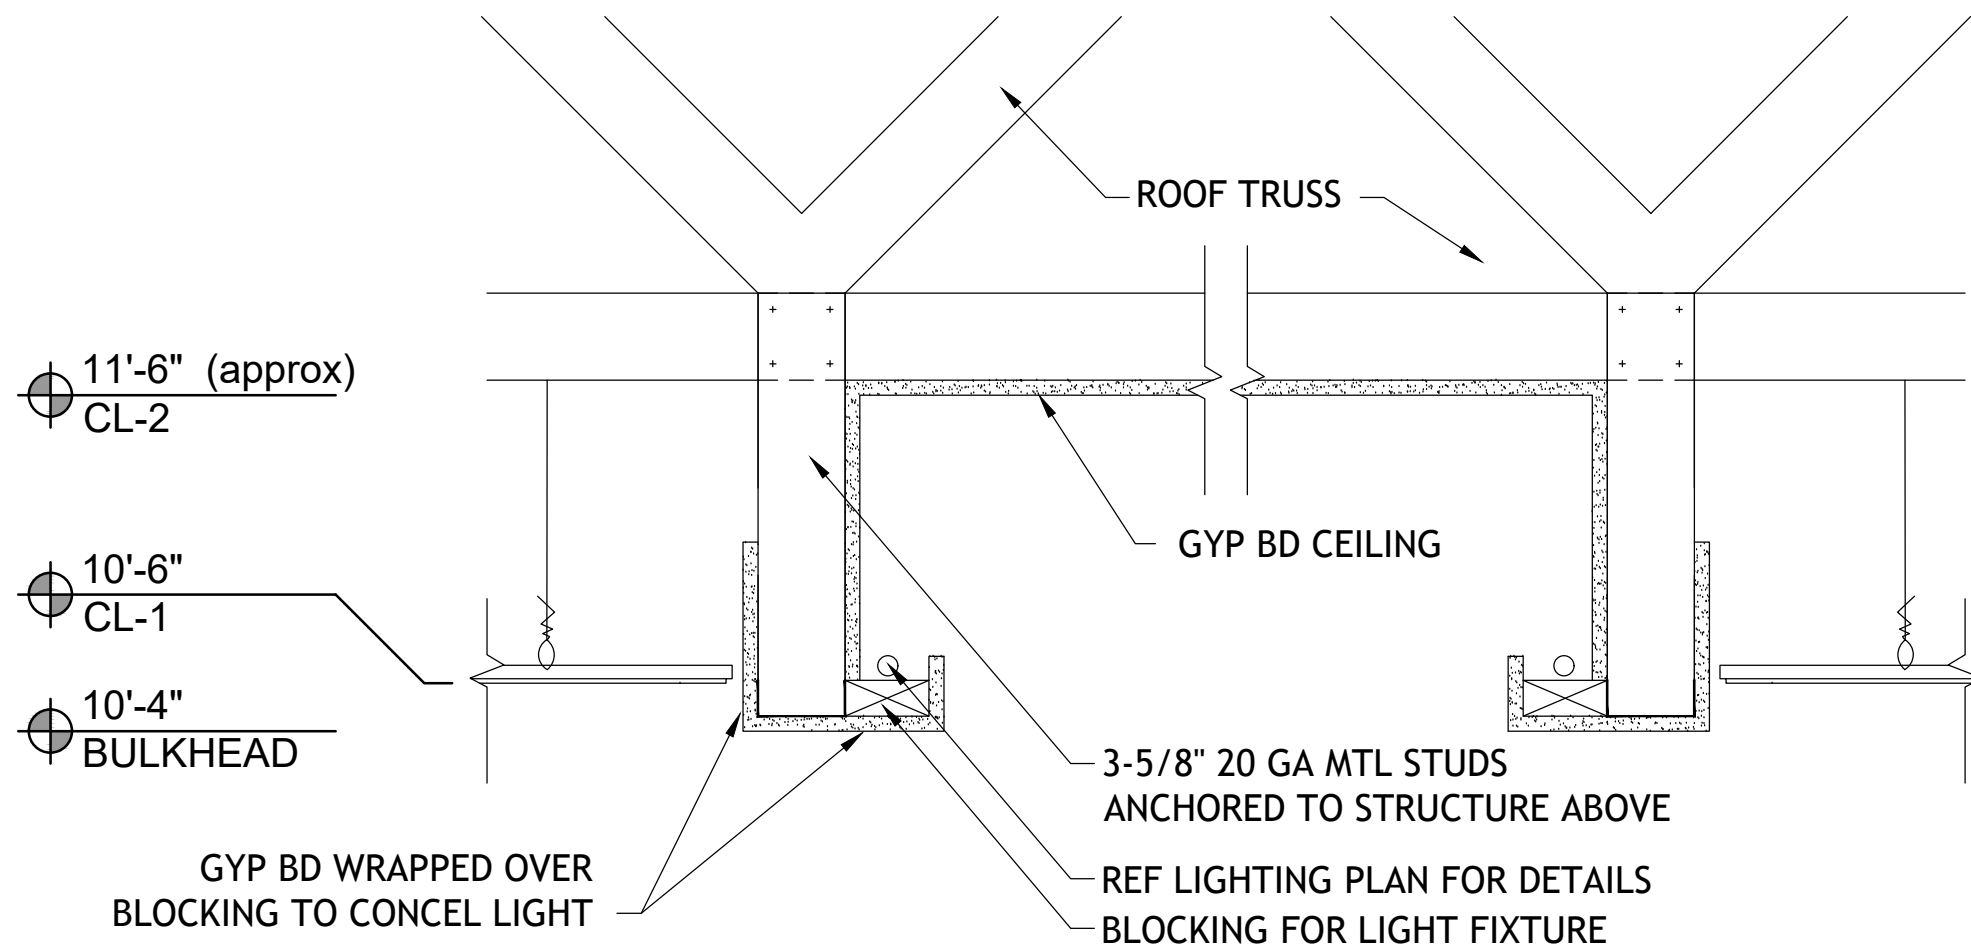 ROOF TRUSS
11'-6" (approx)
CL-2
GYP BD CEILING
10'-6"
CL-1
10'-4"
BULKHEAD
3-5/8" 20 GA MTL STUDS
ANCHORED TO STRUCTURE ABOVE
GYP BD WRAPPED OVER
BLOCKING TO CONCEL LIGHT
REF LIGHTING PLAN FOR DETAILS
BLOCKING FOR LIGHT FIXTURE